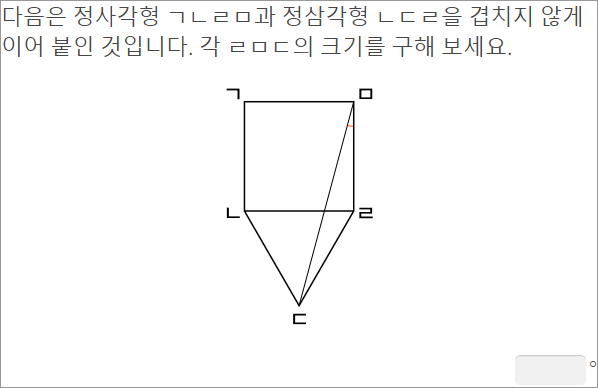 다음은 정사각형 ㄱㄴㄹㅁ과 정삼각형 ㄴㄷㄹ을 겹치지 않게
이어 붙인 것입니다. 각 ㄹㅁㄷ의 크기를 구해 보세요.
ㄱ ㅁ
ㄴ ㄹ
ㄷ
°